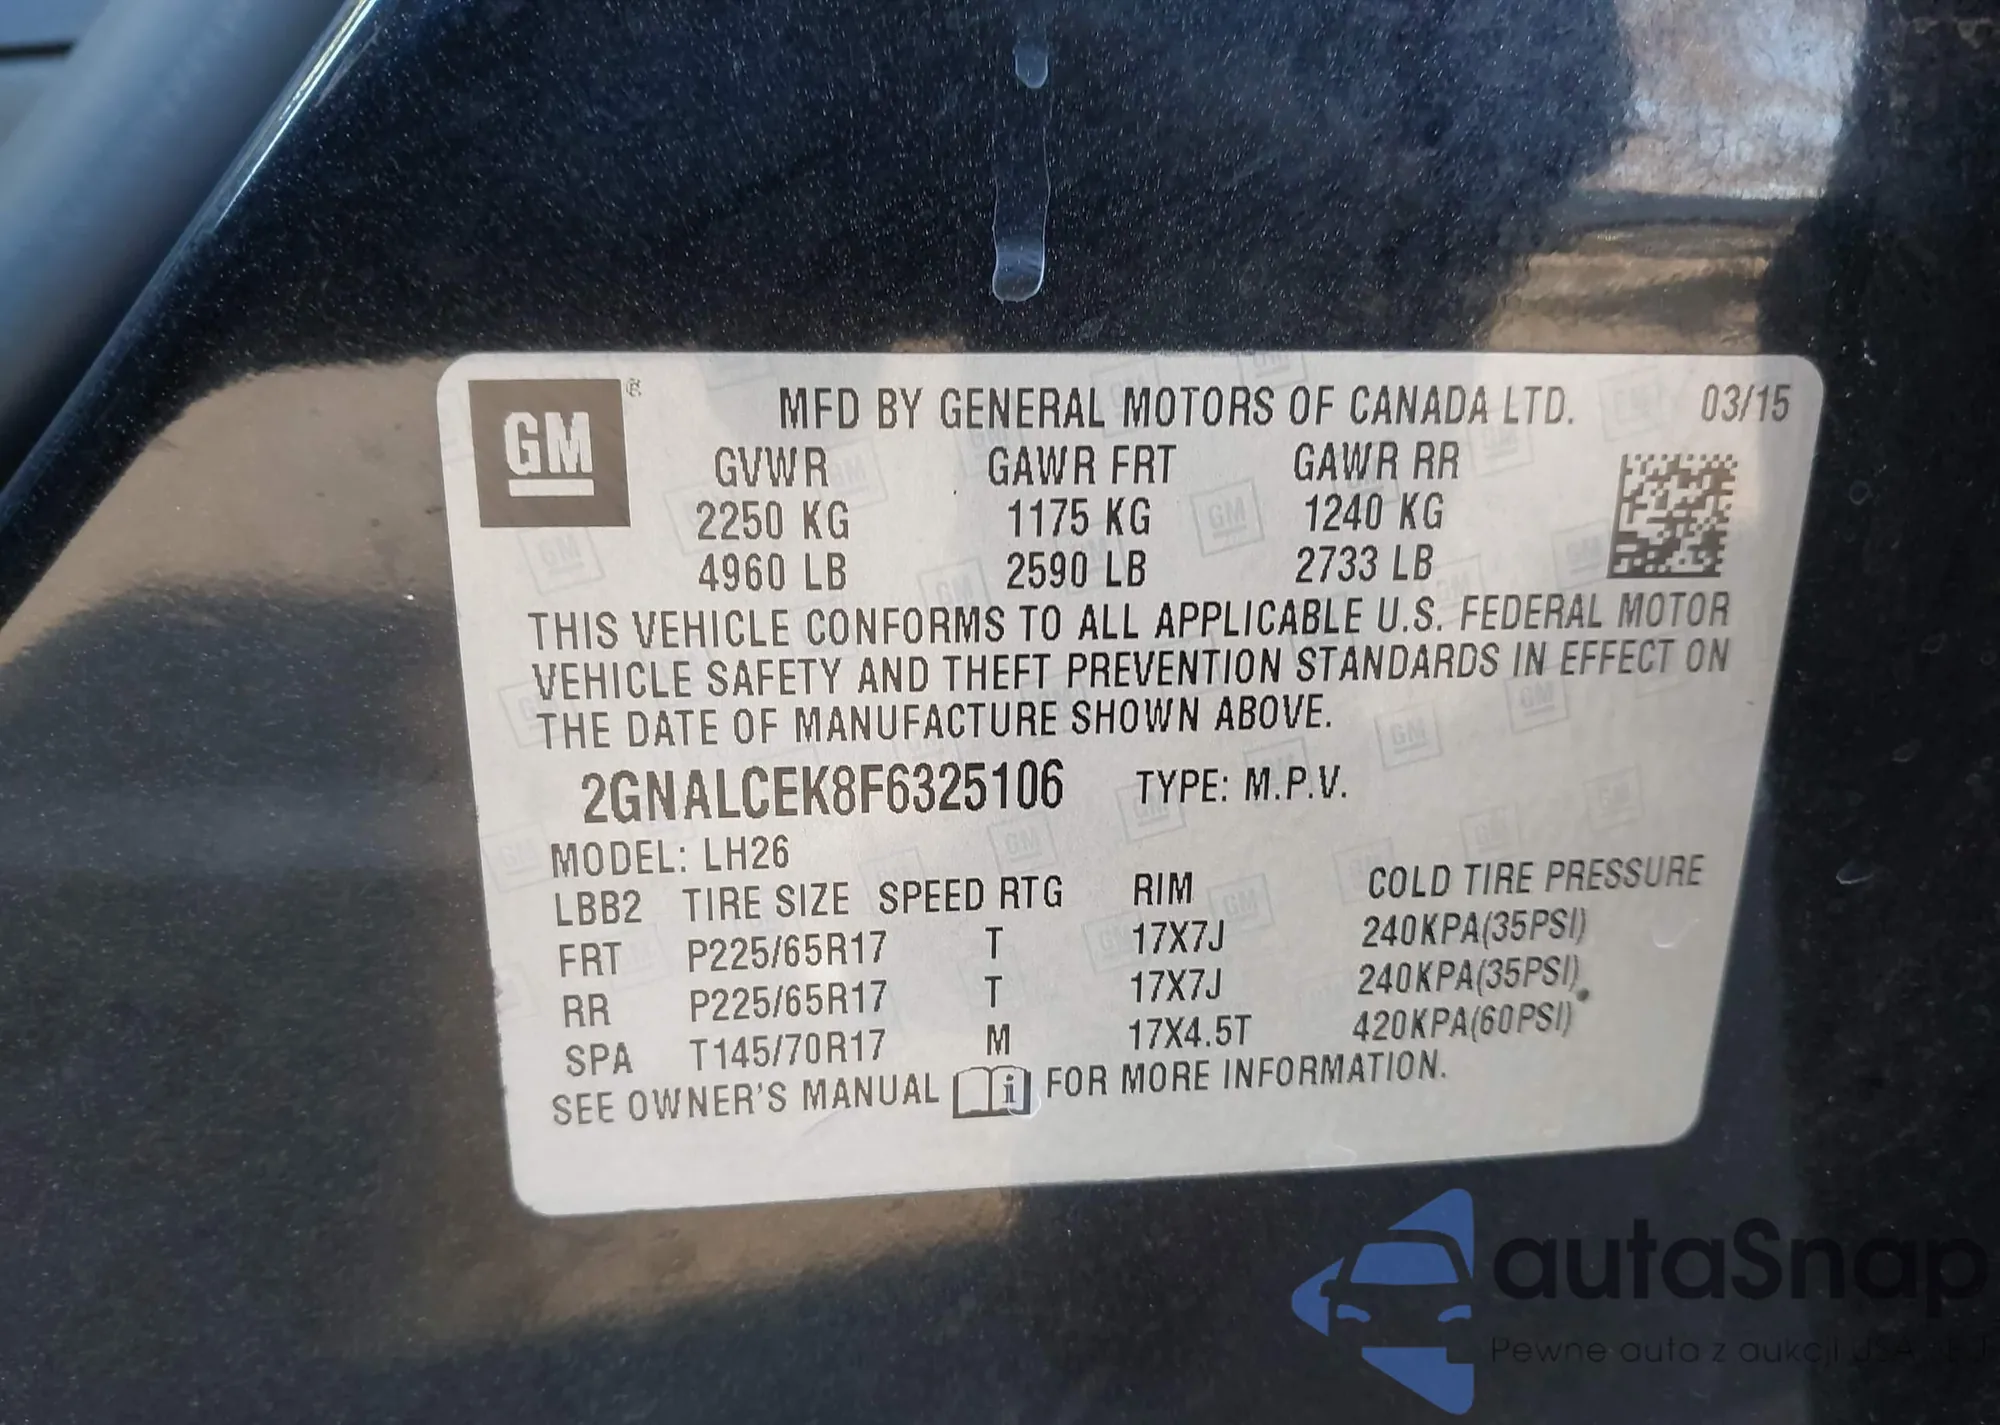 GM ®
MFD BY GENERAL MOTORS OF CANADA LTD. 03/15
GVWR GAWR FRT GAWR RR
2250 KG 1175 KG 1240 KG
4960 LB 2590 LB 2733 LB
THIS VEHICLE CONFORMS TO ALL APPLICABLE U.S. FEDERAL MOTOR
VEHICLE SAFETY AND THEFT PREVENTION STANDARDS IN EFFECT ON
THE DATE OF MANUFACTURE SHOWN ABOVE.
2GNALCEK8F6325106 TYPE: M.P.V.
MODEL: LH26
LBB2 TIRE SIZE SPEED RTG RIM COLD TIRE PRESSURE
FRT P225/65R17 T 17X7J 240KPA(35PSI)
RR P225/65R17 T 17X7J 240KPA(35PSI)
SPA T145/70R17 M 17X4.5T 420KPA(60PSI)
SEE OWNER'S MANUAL i FOR MORE INFORMATION.
autaSnap
Pewne auta z aukcji